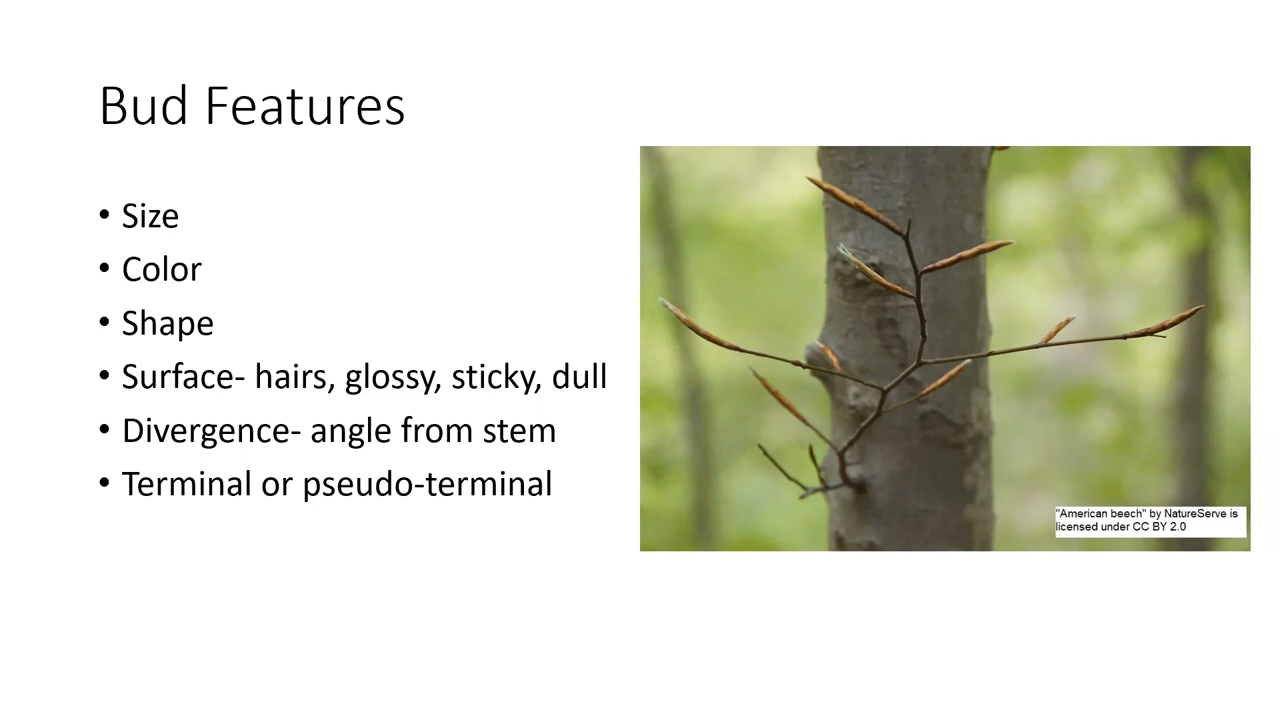 Bud Features
• Size
• Color
• Shape
• Surface- hairs, glossy, sticky, dull
• Divergence- angle from stem
• Terminal or pseudo-terminal
"American beech" by NatureServe is
licensed under CC BY 2.0